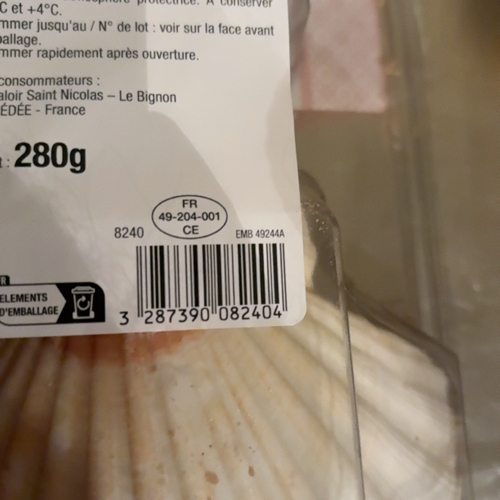 protectrice. A conserver
C et +4°C.
mmer jusqu'au / N° de lot : voir sur la face avant
ballage.
mmer rapidement après ouverture.
consommateurs :
aloir Saint Nicolas – Le Bignon
ÉDÉE - France
: 280g
FR
49-204-001
CE
8240
EMB 49244A
ELEMENTS
D'EMBALLAGE
3 287390 082404